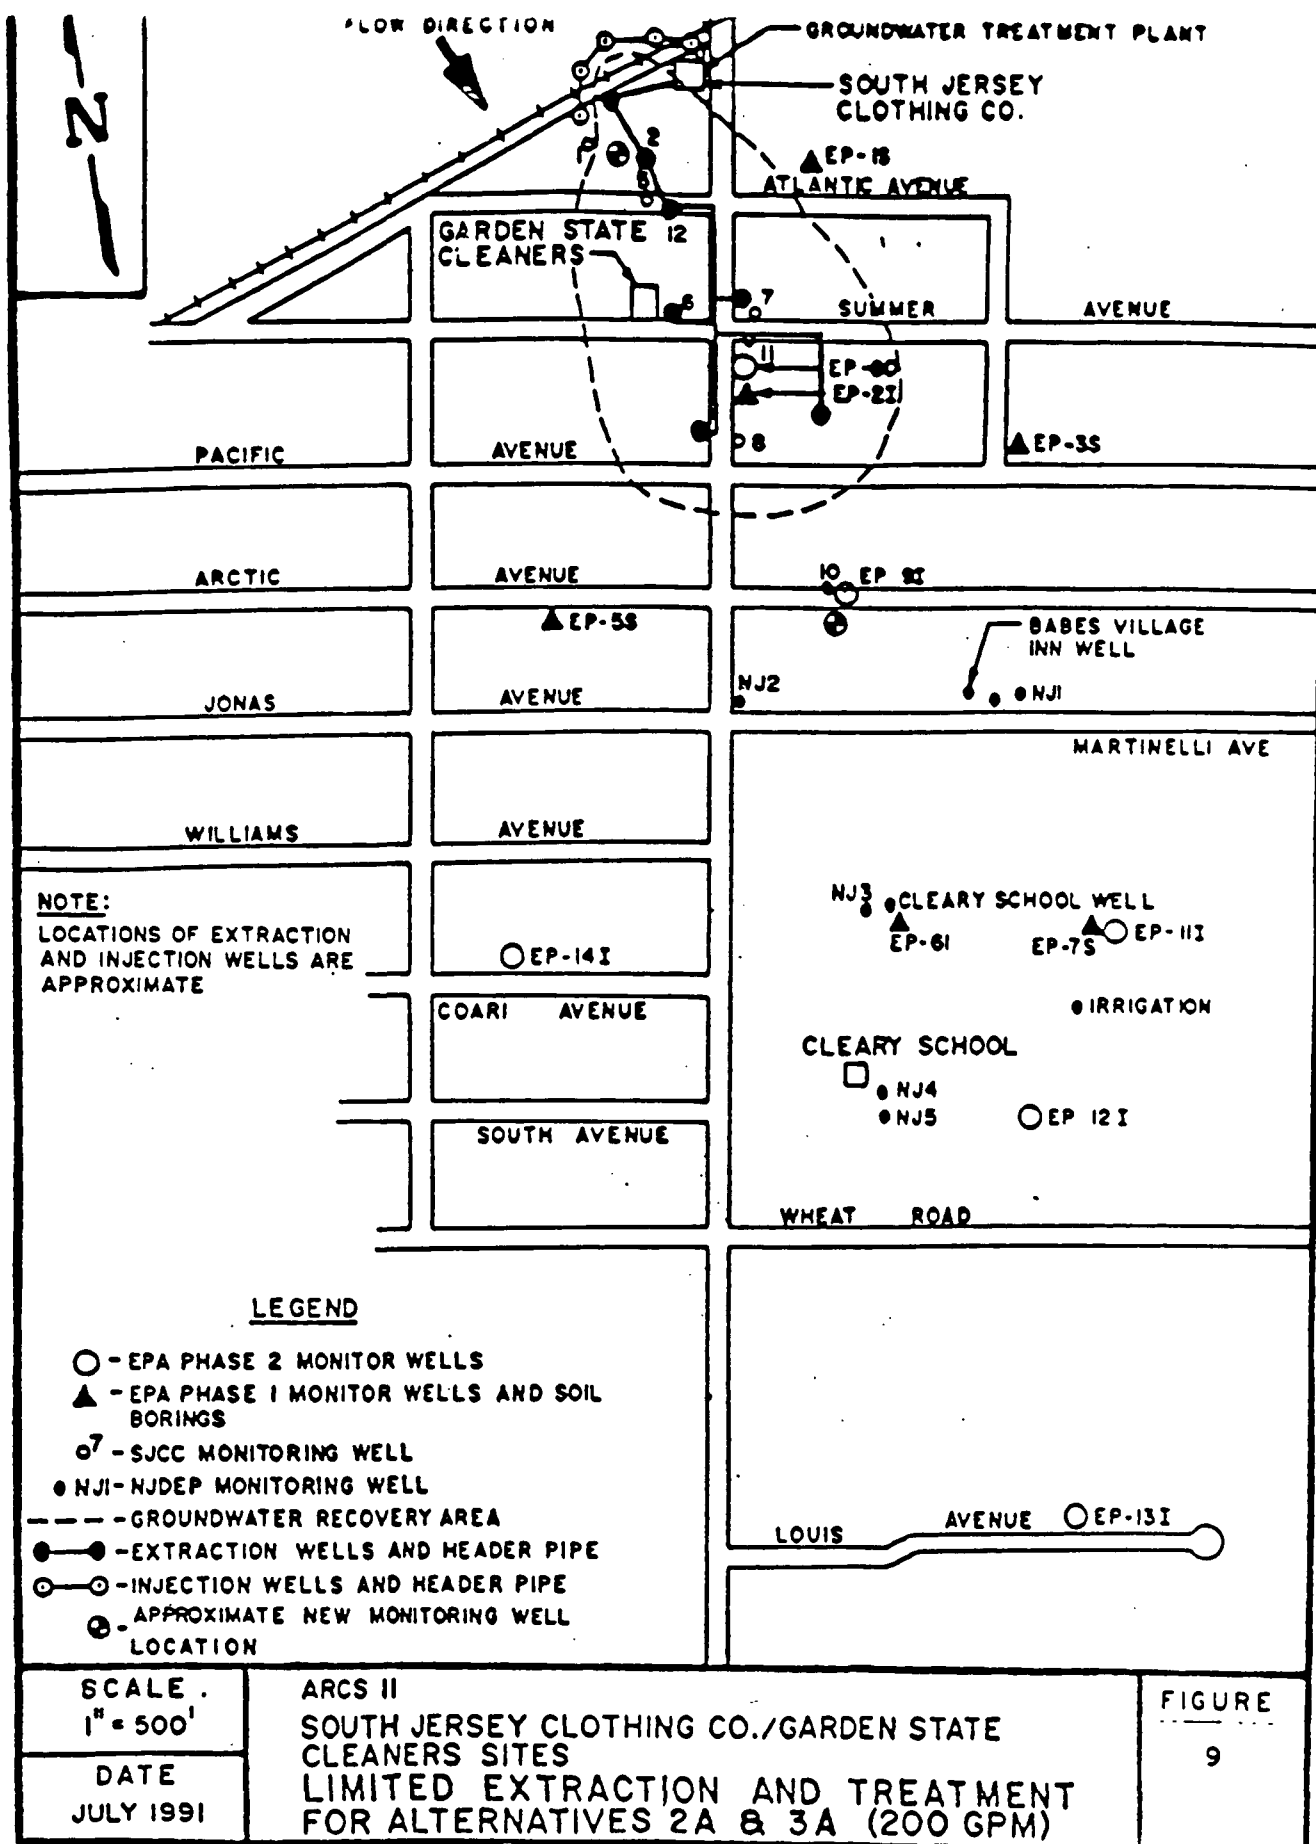 FLOW DIRECTION
N
GROUNDWATER TREATMENT PLANT
SOUTH JERSEY
CLOTHING CO.
2
EP-1S
ATLANTIC AVENUE
GARDEN STATE
CLEANERS
12
6
7
SUMMER AVENUE
11
EP
EP-2I
8
EP-3S
PACIFIC AVENUE
ARCTIC AVENUE
10
EP 9I
EP-5S
BABES VILLAGE
INN WELL
NJ2
NJ1
JONAS AVENUE
MARTINELLI AVE
WILLIAMS AVENUE
NOTE:
LOCATIONS OF EXTRACTION
AND INJECTION WELLS ARE
APPROXIMATE
NJ3
CLEARY SCHOOL WELL
EP-6I
EP-7S
EP-11I
EP-14I
COARI AVENUE
IRRIGATION
CLEARY SCHOOL
NJ4
NJ5
EP 12I
SOUTH AVENUE
WHEAT ROAD
LEGEND
- EPA PHASE 2 MONITOR WELLS
- EPA PHASE 1 MONITOR WELLS AND SOIL
BORINGS
7 - SJCC MONITORING WELL
NJ1 - NJDEP MONITORING WELL
- GROUNDWATER RECOVERY AREA
- EXTRACTION WELLS AND HEADER PIPE
- INJECTION WELLS AND HEADER PIPE
- APPROXIMATE NEW MONITORING WELL
LOCATION
LOUIS AVENUE
EP-13I
SCALE.
1" = 500'
DATE
JULY 1991
ARCS II
SOUTH JERSEY CLOTHING CO./GARDEN STATE
CLEANERS SITES
LIMITED EXTRACTION AND TREATMENT
FOR ALTERNATIVES 2A & 3A (200 GPM)
FIGURE
9